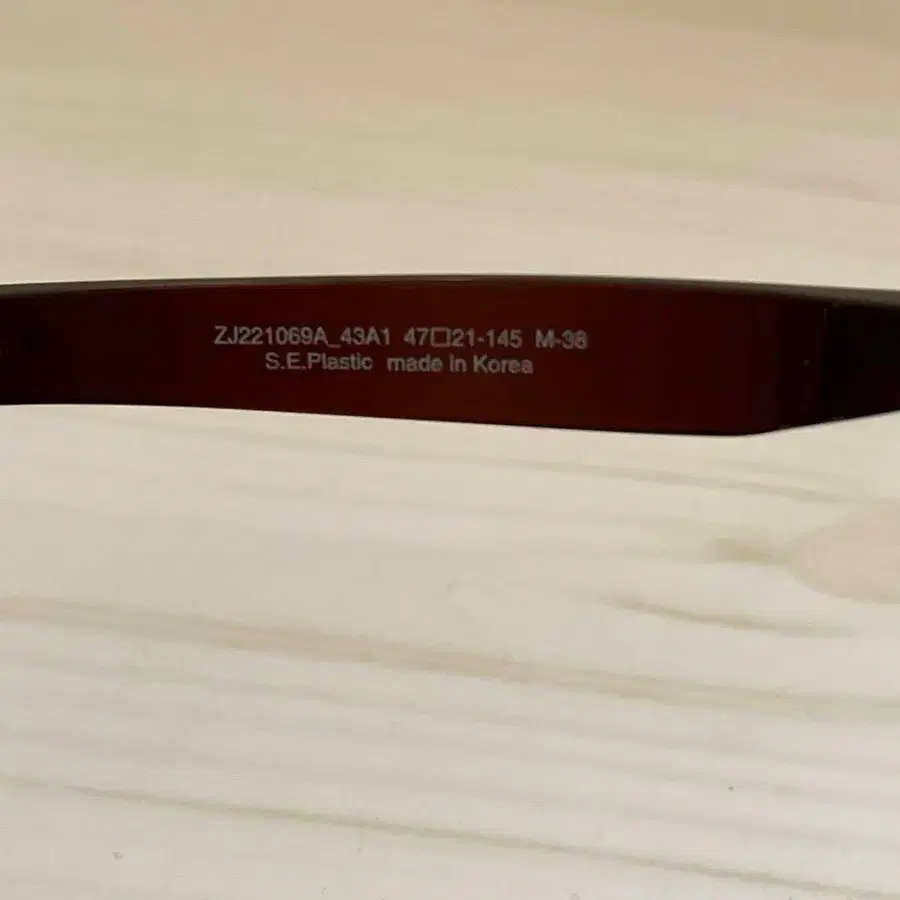 ZJ221069A_43A1 47□21-145 M-38
S.E.Plastic made in Korea